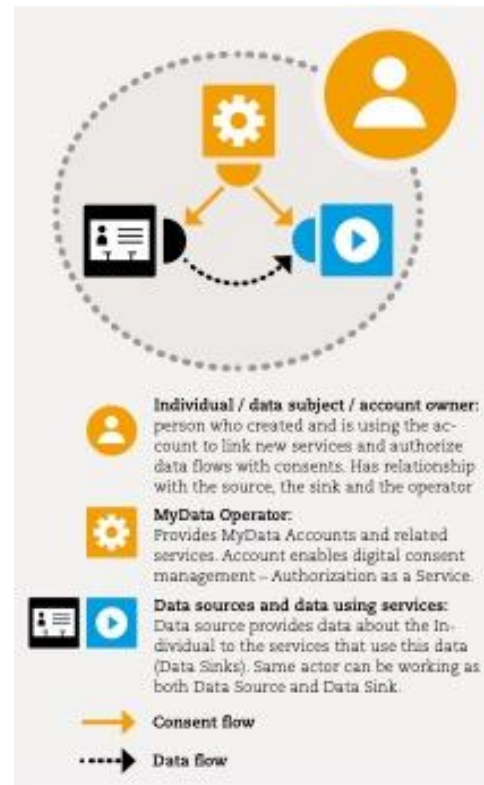 Individual / data subject / account owner:
person who created and is using the ac-
count to link new services and authorize
data flows with consents. Has relationship
with the source, the sink and the operator
MyData Operator:
Provides MyData Accounts and related
services. Account enables digital consent
management – Authorization as a Service.
Data sources and data using services:
Data source provides data about the In-
dividual to the services that use this data
(Data Sinks). Same actor can be working as
both Data Source and Data Sink.
Consent flow
Data flow